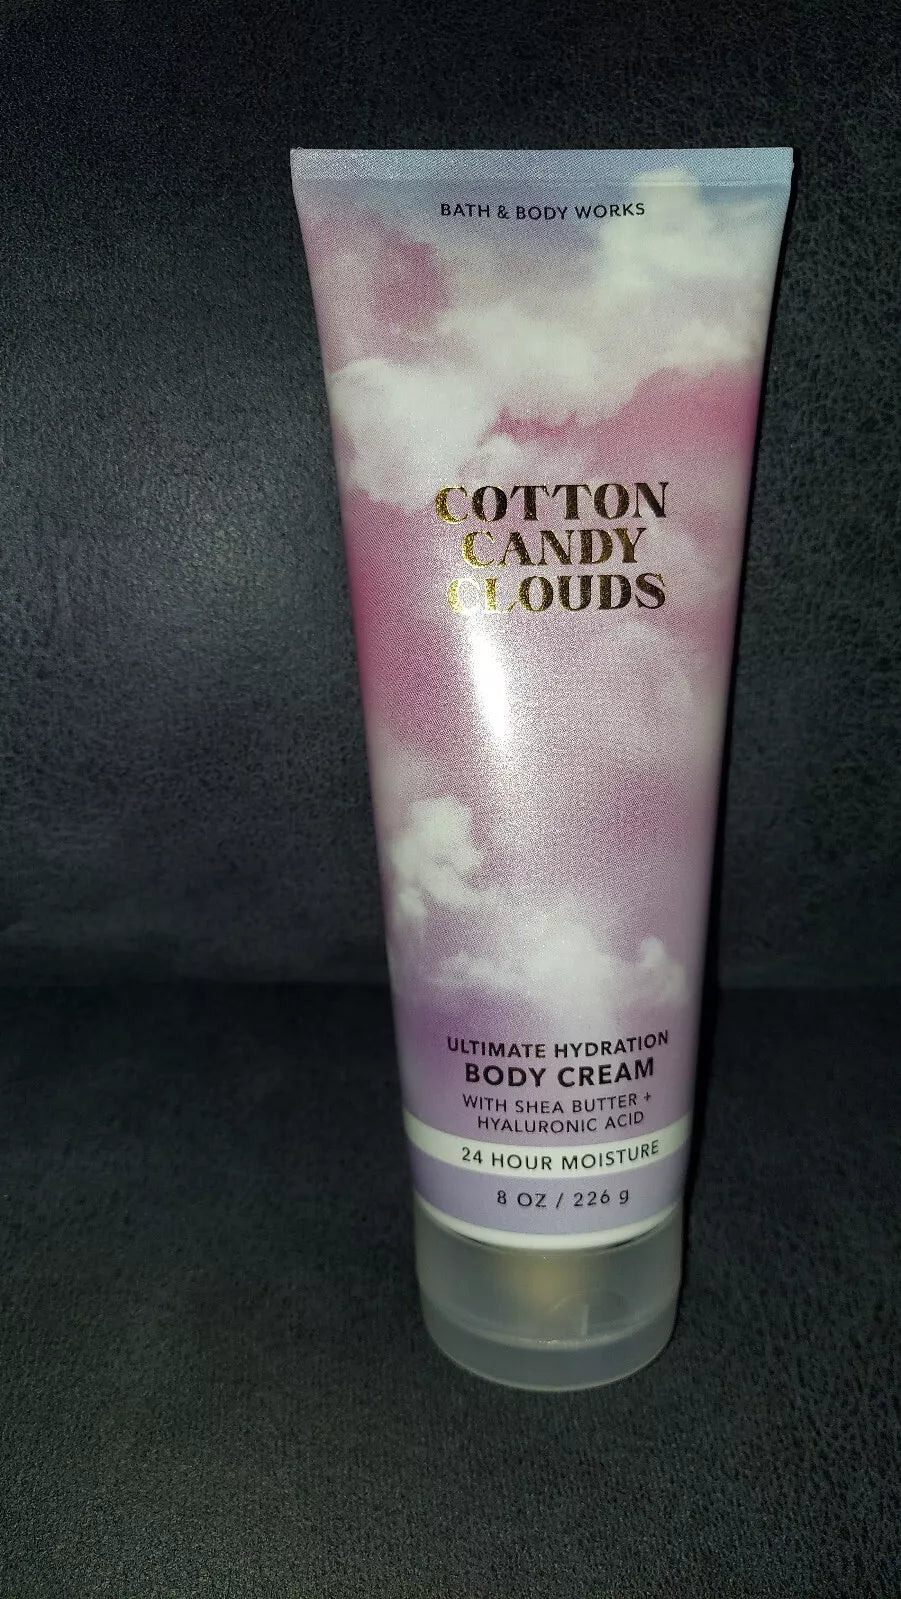 BATH & BODY WORKS
COTTON
CANDY
CLOUDS
ULTIMATE HYDRATION
BODY CREAM
WITH SHEA BUTTER +
HYALURONIC ACID
24 HOUR MOISTURE
8 OZ / 226 g